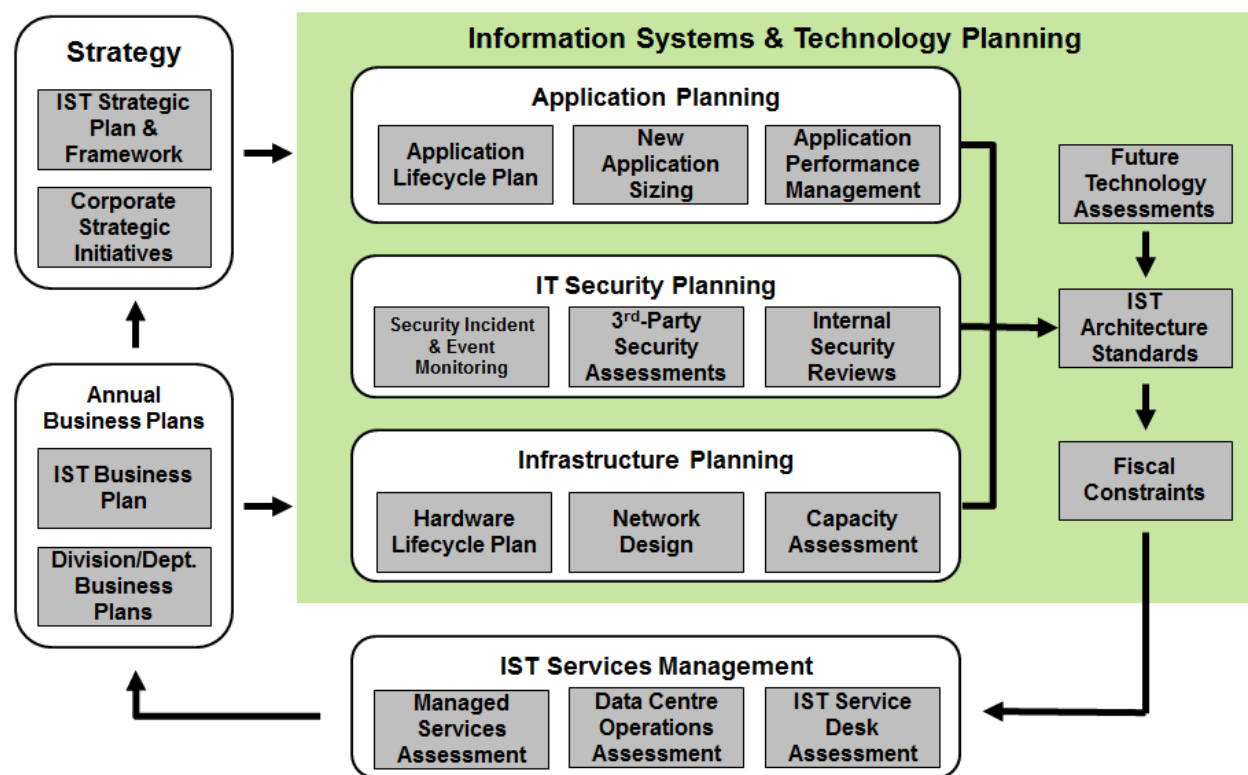 Strategy
IST Strategic
Plan &
Framework
Corporate
Strategic
Initiatives
Annual
Business Plans
IST Business
Plan
Division/Dept.
Business
Plans
Information Systems & Technology Planning
Application Planning
Application
Lifecycle Plan
New
Application
Sizing
Application
Performance
Management
IT Security Planning
Security Incident
& Event
Monitoring
3rd-Party
Security
Assessments
Internal
Security
Reviews
Infrastructure Planning
Hardware
Lifecycle Plan
Network
Design
Capacity
Assessment
Future
Technology
Assessments
IST
Architecture
Standards
Fiscal
Constraints
IST Services Management
Managed
Services
Assessment
Data Centre
Operations
Assessment
IST Service
Desk
Assessment